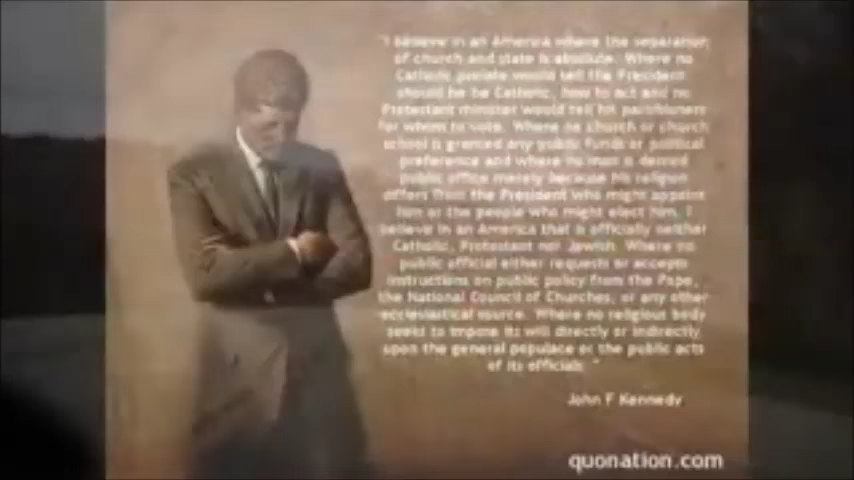 "I believe in an America where the separation
of church and state is absolute. Where no
Catholic prelate would tell the President
should he be Catholic, how to act and no
Protestant minister would tell his parishioners
for whom to vote. Where no church or church
school is granted any public funds or political
preference and where no man is denied
public office merely because his religion
differs from the President who might appoint
him or the people who might elect him. I
believe in an America that is officially neither
Catholic, Protestant nor Jewish. Where no
public official either requests or accepts
instructions on public policy from the Pope,
the National Council of Churches, or any other
ecclesiastical source. Where no religious body
seeks to impose its will directly or indirectly
upon the general populace or the public acts
of its officials."
John F Kennedy
quonation.com